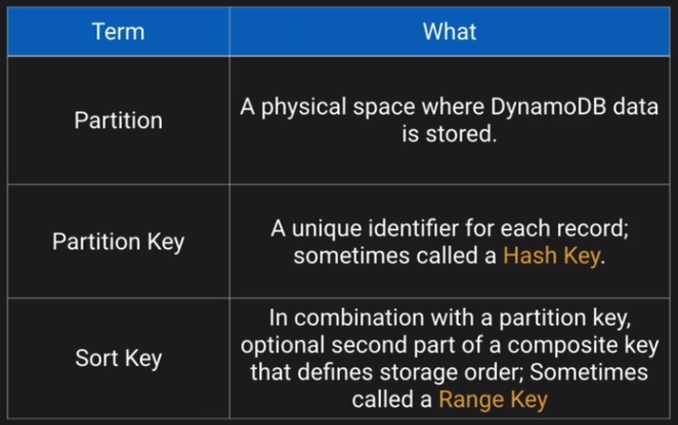 Term
What
Partition
A physical space where DynamoDB data
is stored.
Partition Key
A unique identifier for each record;
sometimes called a Hash Key.
Sort Key
In combination with a partition key,
optional second part of a composite key
that defines storage order; Sometimes
called a Range Key